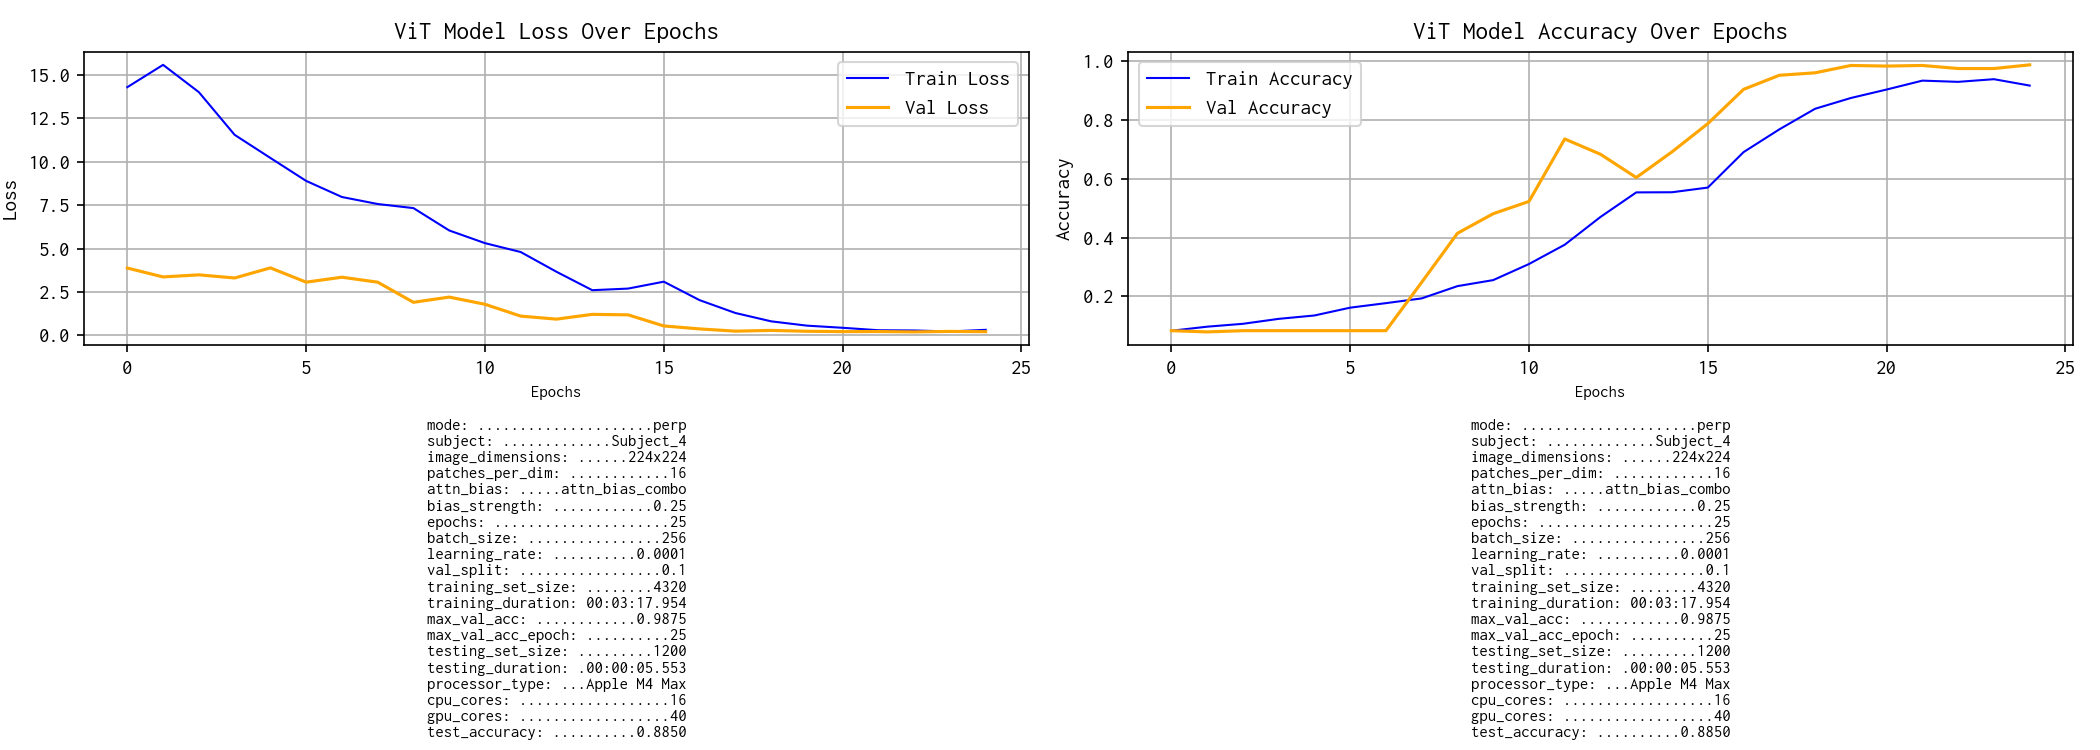 ViT Model Loss Over Epochs
15.0
12.5
10.0
7.5
5.0
2.5
0.0
Loss
Train Loss
Val Loss
0 5 10 15 20 25
Epochs
mode: .....................perp
subject: .............Subject_4
image_dimensions: ......224x224
patches_per_dim: ............16
attn_bias: .....attn_bias_combo
bias_strength: ............0.25
epochs: .....................25
batch_size: ................256
learning_rate: ..........0.0001
val_split: .................0.1
training_set_size: ........4320
training_duration: 00:03:17.954
max_val_acc: ............0.9875
max_val_acc_epoch: ..........25
testing_set_size: .........1200
testing_duration: .00:00:05.553
processor_type: ...Apple M4 Max
cpu_cores: ..................16
gpu_cores: ..................40
test_accuracy: ..........0.8850
ViT Model Accuracy Over Epochs
1.0
0.8
0.6
0.4
0.2
Accuracy
Train Accuracy
Val Accuracy
0 5 10 15 20 25
Epochs
mode: .....................perp
subject: .............Subject_4
image_dimensions: ......224x224
patches_per_dim: ............16
attn_bias: .....attn_bias_combo
bias_strength: ............0.25
epochs: .....................25
batch_size: ................256
learning_rate: ..........0.0001
val_split: .................0.1
training_set_size: ........4320
training_duration: 00:03:17.954
max_val_acc: ............0.9875
max_val_acc_epoch: ..........25
testing_set_size: .........1200
testing_duration: .00:00:05.553
processor_type: ...Apple M4 Max
cpu_cores: ..................16
gpu_cores: ..................40
test_accuracy: ..........0.8850